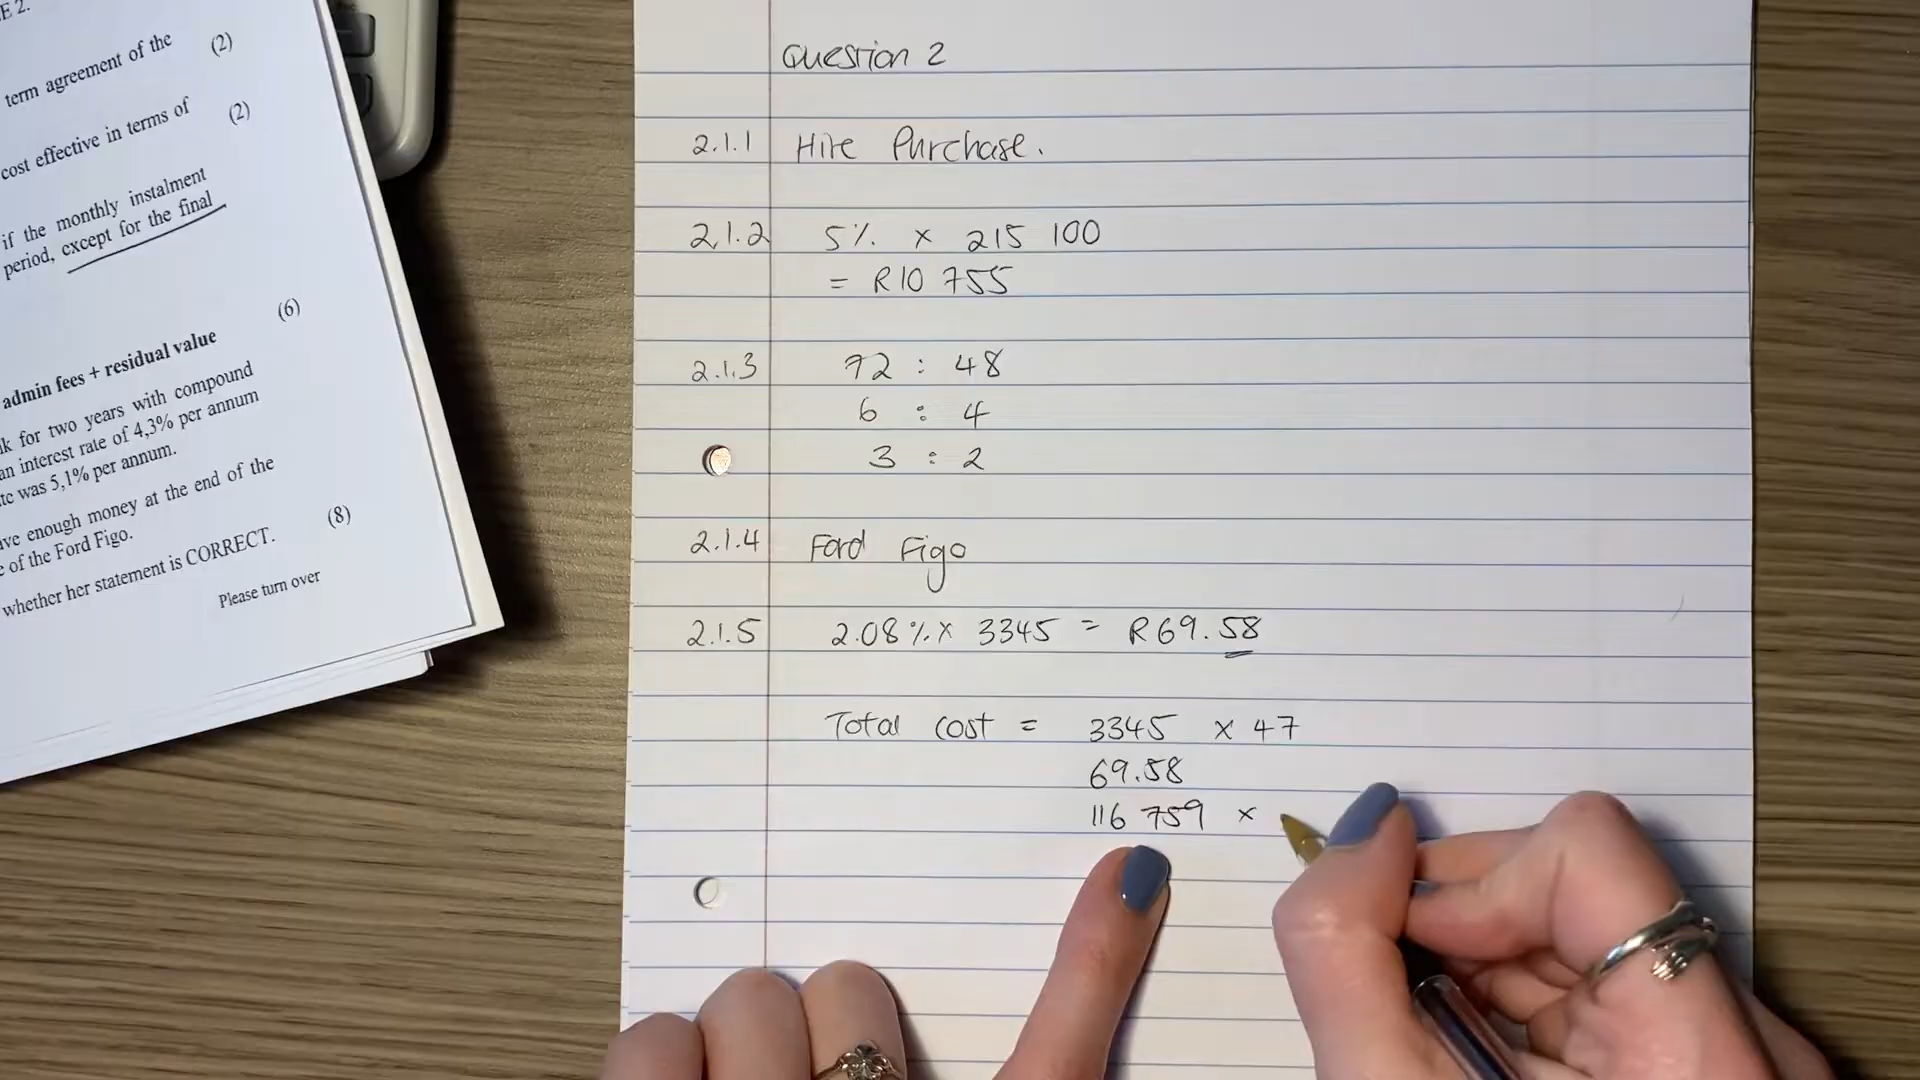 E 2.
term agreement of the (2)
cost effective in terms of (2)
if the monthly instalment
period, except for the final
(6)
admin fees + residual value
k for two years with compound
an interest rate of 4,3% per annum
was 5,1% per annum.
enough money at the end of the
of the Ford Figo. (8)
whether her statement is CORRECT.
Please turn over
Question 2
2.1.1 Hire Purchase.
2.1.2 5% x 215 100
= R10 755
2.1.3 72 : 48
6 : 4
3 : 2
2.1.4 Ford Figo
2.1.5 2.08% x 3345 = R69.58
Total cost = 3345 x 47
69.58
116 759 x